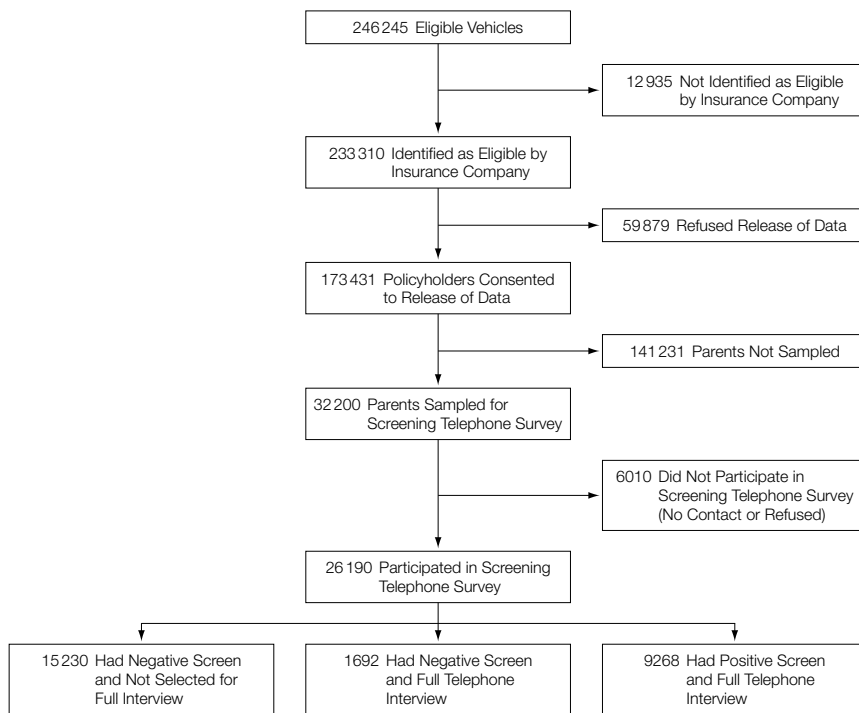 246 245 Eligible Vehicles
12 935 Not Identified as Eligible
by Insurance Company
233 310 Identified as Eligible by
Insurance Company
59 879 Refused Release of Data
173 431 Policyholders Consented
to Release of Data
141 231 Parents Not Sampled
32 200 Parents Sampled for
Screening Telephone Survey
6010 Did Not Participate in
Screening Telephone Survey
(No Contact or Refused)
26 190 Participated in Screening
Telephone Survey
15 230 Had Negative Screen
and Not Selected for
Full Interview
1692 Had Negative Screen
and Full Telephone
Interview
9268 Had Positive Screen
and Full Telephone
Interview